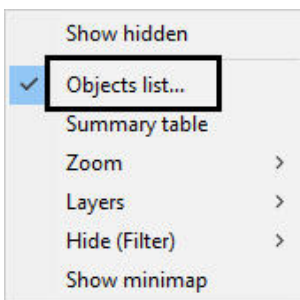 Show hidden
Objects list...
Summary table
Zoom
Layers
Hide (Filter)
Show minimap